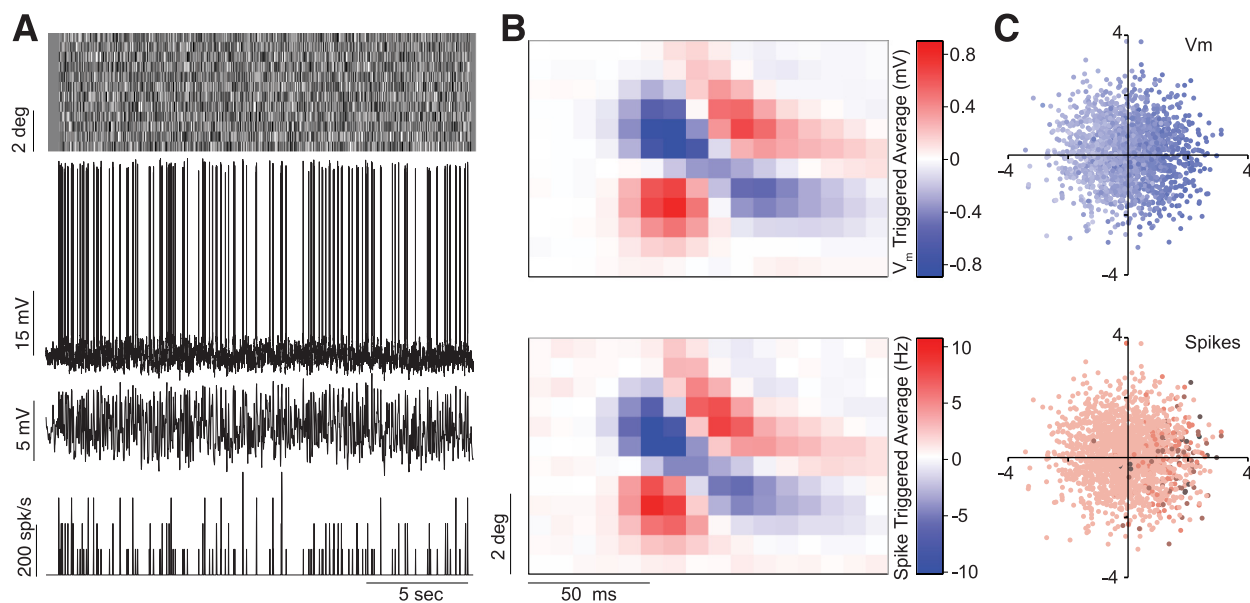 A
2 deg
15 mV
5 mV
200 spk/s
5 sec
B
0.8
0.4
0
-0.4
-0.8
Vm Triggered Average (mV)
10
5
0
-5
-10
Spike Triggered Average (Hz)
2 deg
50 ms
C
Vm
4
-4
4
-4
Spikes
4
-4
4
-4